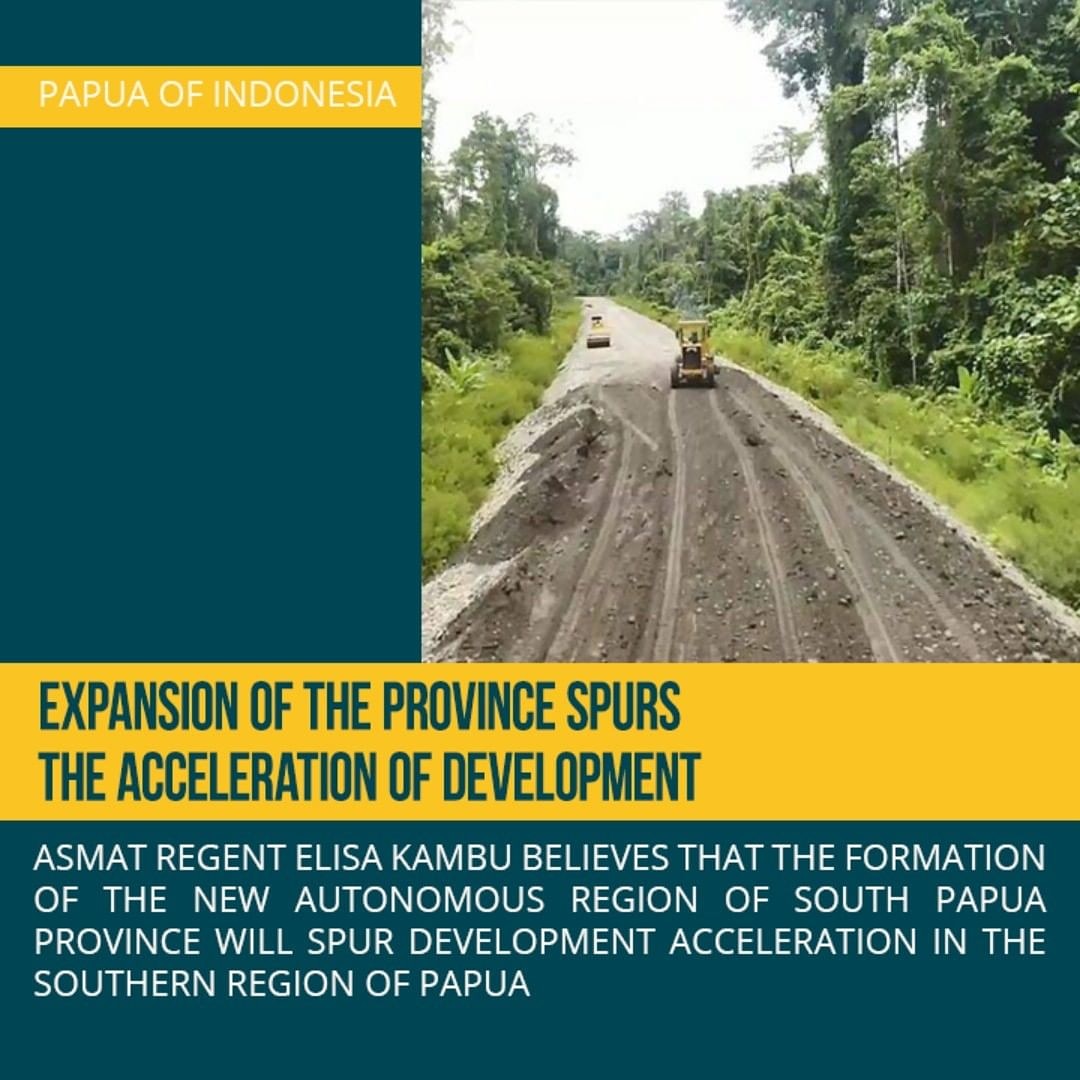 PAPUA OF INDONESIA
EXPANSION OF THE PROVINCE SPURS
THE ACCELERATION OF DEVELOPMENT
ASMAT REGENT ELISA KAMBU BELIEVES THAT THE FORMATION
OF THE NEW AUTONOMOUS REGION OF SOUTH PAPUA
PROVINCE WILL SPUR DEVELOPMENT ACCELERATION IN THE
SOUTHERN REGION OF PAPUA